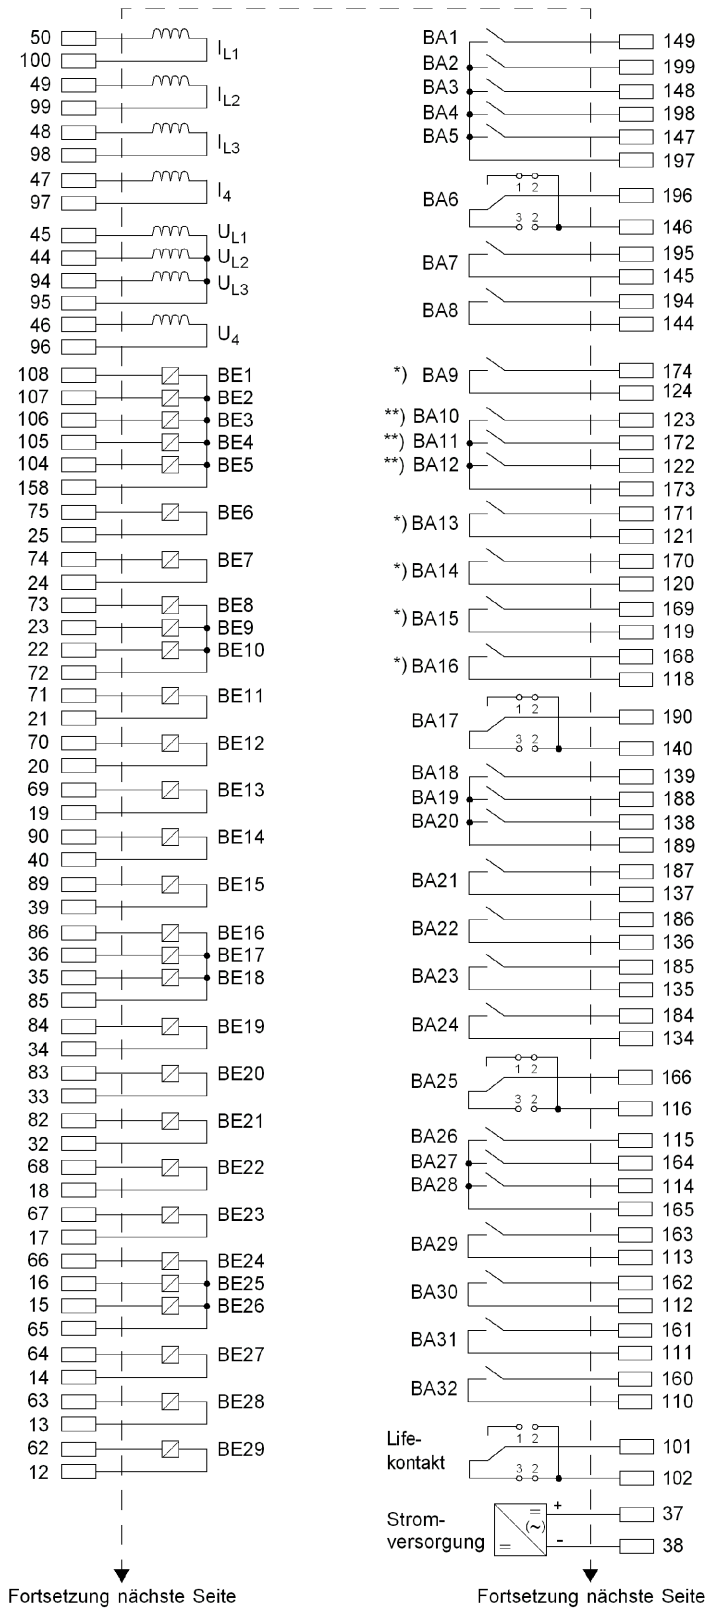 50
100
I L1
49
99
I L2
48
98
I L3
47
97
I 4
45
U L1
44
U L2
94
U L3
95
46
96
U 4
108 BE1
107 BE2
106 BE3
105 BE4
104 BE5
158
75 BE6
25
74 BE7
24
73 BE8
23 BE9
22 BE10
72
71 BE11
21
70 BE12
20
69 BE13
19
90 BE14
40
89 BE15
39
86 BE16
36 BE17
35 BE18
85
84 BE19
34
83 BE20
33
82 BE21
32
68 BE22
18
67 BE23
17
66 BE24
16 BE25
15 BE26
65
64 BE27
14
63 BE28
13
62 BE29
12
Fortsetzung nächste Seite
BA1 149
BA2 199
BA3 148
BA4 198
BA5 147
197
1 2
BA6 196
3 2 146
BA7 195
145
BA8 194
144
*) BA9 174
124
**) BA10 123
**) BA11 172
**) BA12 122
173
*) BA13 171
121
*) BA14 170
120
*) BA15 169
119
*) BA16 168
118
1 2
BA17 190
3 2 140
BA18 139
BA19 188
BA20 138
189
BA21 187
137
BA22 186
136
BA23 185
135
BA24 184
134
1 2
BA25 166
3 2 116
BA26 115
BA27 164
BA28 114
165
BA29 163
113
BA30 162
112
BA31 161
111
BA32 160
110
1 2
Life-
kontakt
101
3 2 102
Strom-
versorgung
= (~) =
+ 37
- 38
Fortsetzung nächste Seite